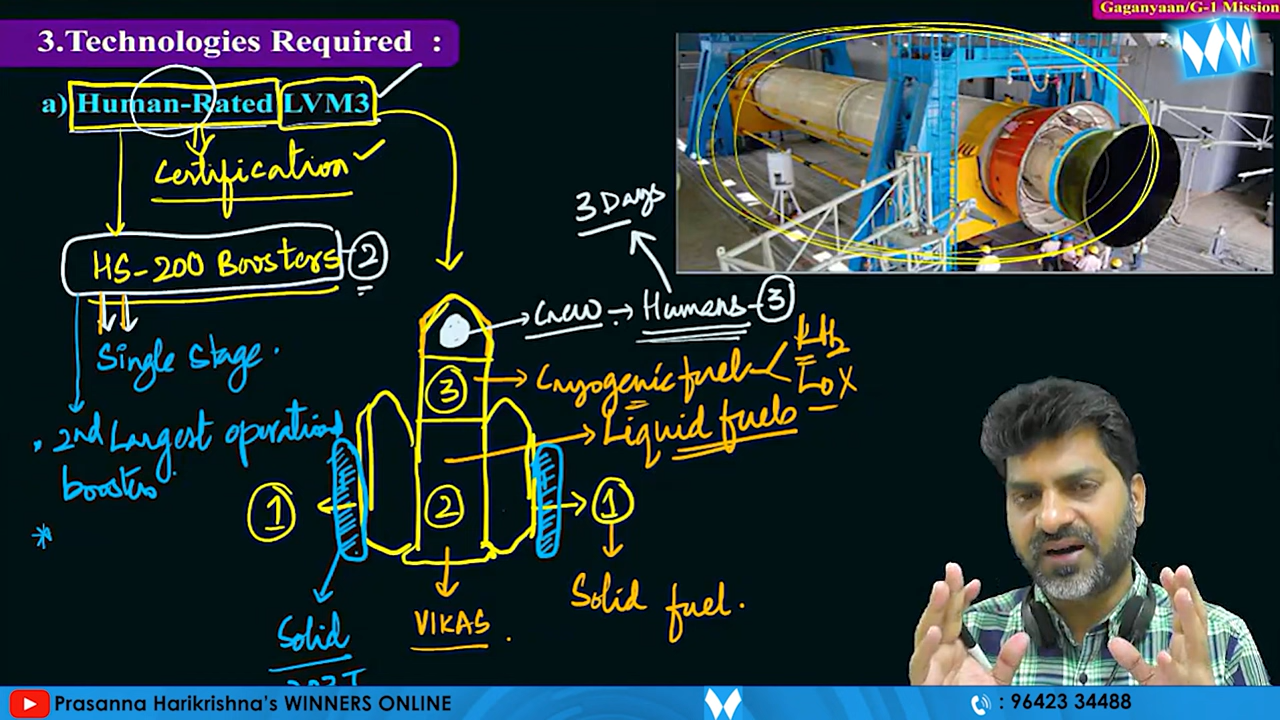 Gaganyaan/G-1 Mission
3.Technologies Required :
a) Human-Rated LVM3
Certification
3 Days
HS-200 Boosters 2
Crew → Humans 3
Single stage.
3 → Cryogenic fuel
LOX
Liquid fuels
2nd Largest operational
boosters
1
2
1
Solid fuel.
VIKAS
Solid
Prasanna Harikrishna's WINNERS ONLINE
: 96423 34488